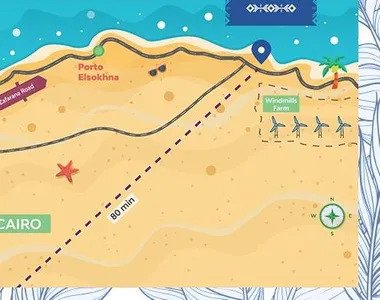 Porto
Elsokhna
Zafarana Road
Windmills
Farm
80 min
CAIRO
N
W
E
S